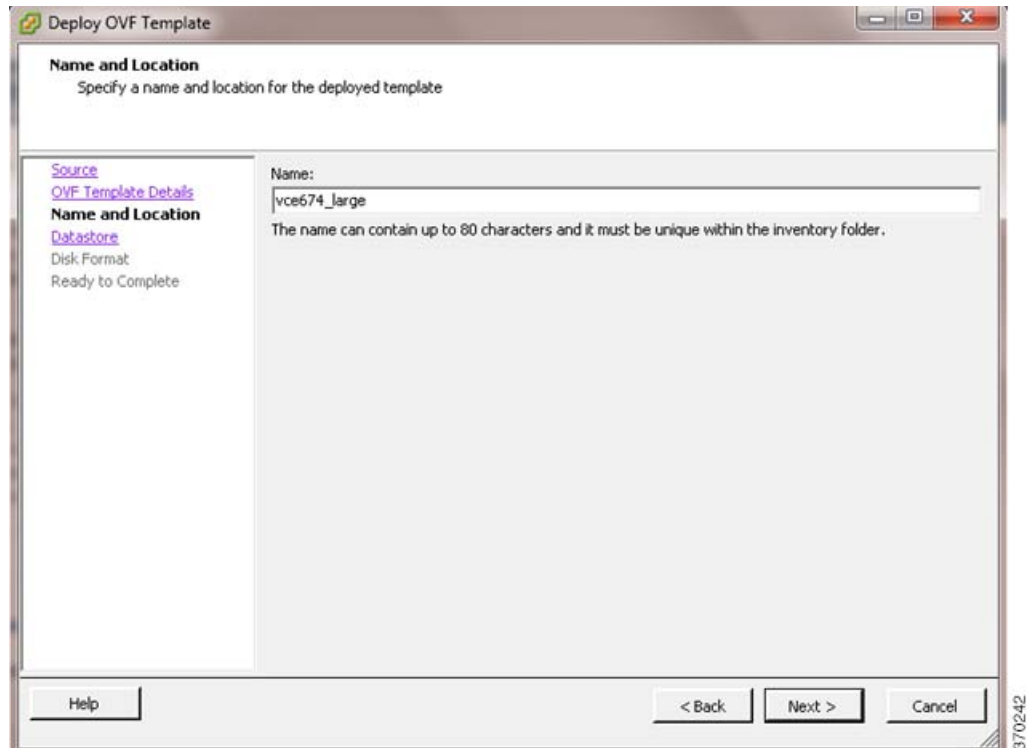 Deploy OVF Template
Name and Location
Specify a name and location for the deployed template
Source
OVF Template Details
Name and Location
Datastore
Disk Format
Ready to Complete
Name:
vce674_large
The name can contain up to 80 characters and it must be unique within the inventory folder.
Help
< Back
Next >
Cancel
370242